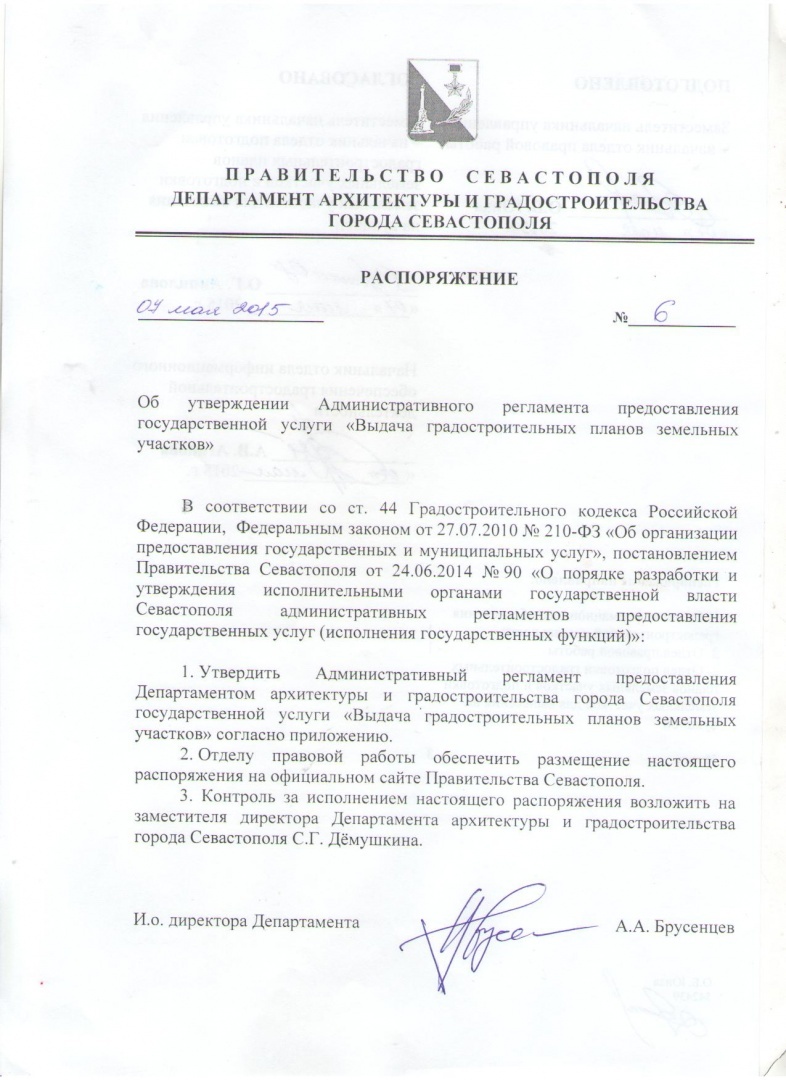 ПРАВИТЕЛЬСТВО СЕВАСТОПОЛЯ
ДЕПАРТАМЕНТ АРХИТЕКТУРЫ И ГРАДОСТРОИТЕЛЬСТВА
ГОРОДА СЕВАСТОПОЛЯ
РАСПОРЯЖЕНИЕ
07 мая 2015
№ 6
Об утверждении Административного регламента предоставления
государственной услуги «Выдача градостроительных планов земельных
участков»
В соответствии со ст. 44 Градостроительного кодекса Российской
Федерации, Федеральным законом от 27.07.2010 № 210-ФЗ «Об организации
предоставления государственных и муниципальных услуг», постановлением
Правительства Севастополя от 24.06.2014 № 90 «О порядке разработки и
утверждения исполнительными органами государственной власти
Севастополя административных регламентов предоставления
государственных услуг (исполнения государственных функций)»:
1. Утвердить Административный регламент предоставления
Департаментом архитектуры и градостроительства города Севастополя
государственной услуги «Выдача градостроительных планов земельных
участков» согласно приложению.
2. Отделу правовой работы обеспечить размещение настоящего
распоряжения на официальном сайте Правительства Севастополя.
3. Контроль за исполнением настоящего распоряжения возложить на
заместителя директора Департамента архитектуры и градостроительства
города Севастополя С.Г. Дёмушкина.
И.о. директора Департамента
А.А. Брусенцев